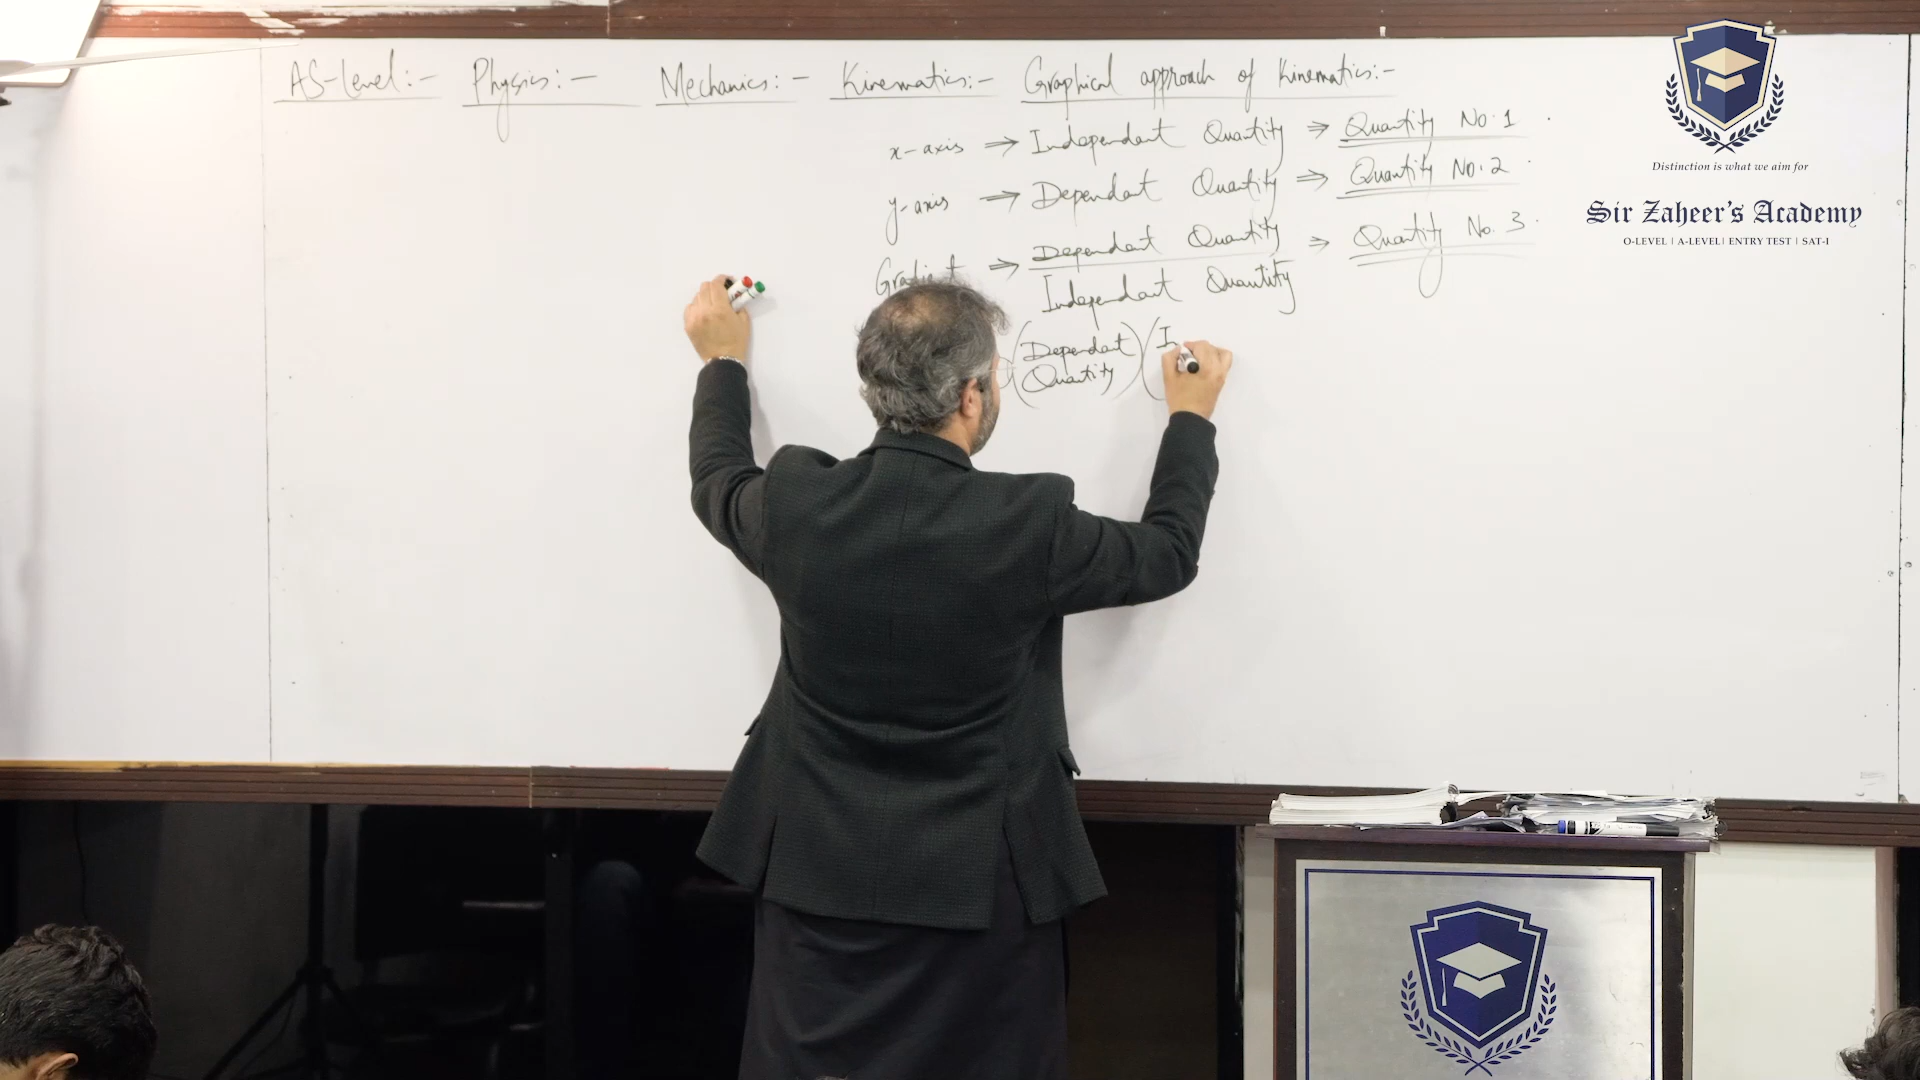 AS-level:- Physics:- Mechanics:- Kinematics:- Graphical approach of Kinematics:-
x-axis ⇒ Independant Quantity ⇒ Quantity No.1
y-axis ⇒ Dependant Quantity ⇒ Quantity No.2
Gradient ⇒ Dependant Quantity ⇒ Quantity No. 3
Independant Quantity
(Dependant (I
Quantity)
Distinction is what we aim for
Sir Zaheer's Academy
O-LEVEL | A-LEVEL | ENTRY TEST | SAT-I